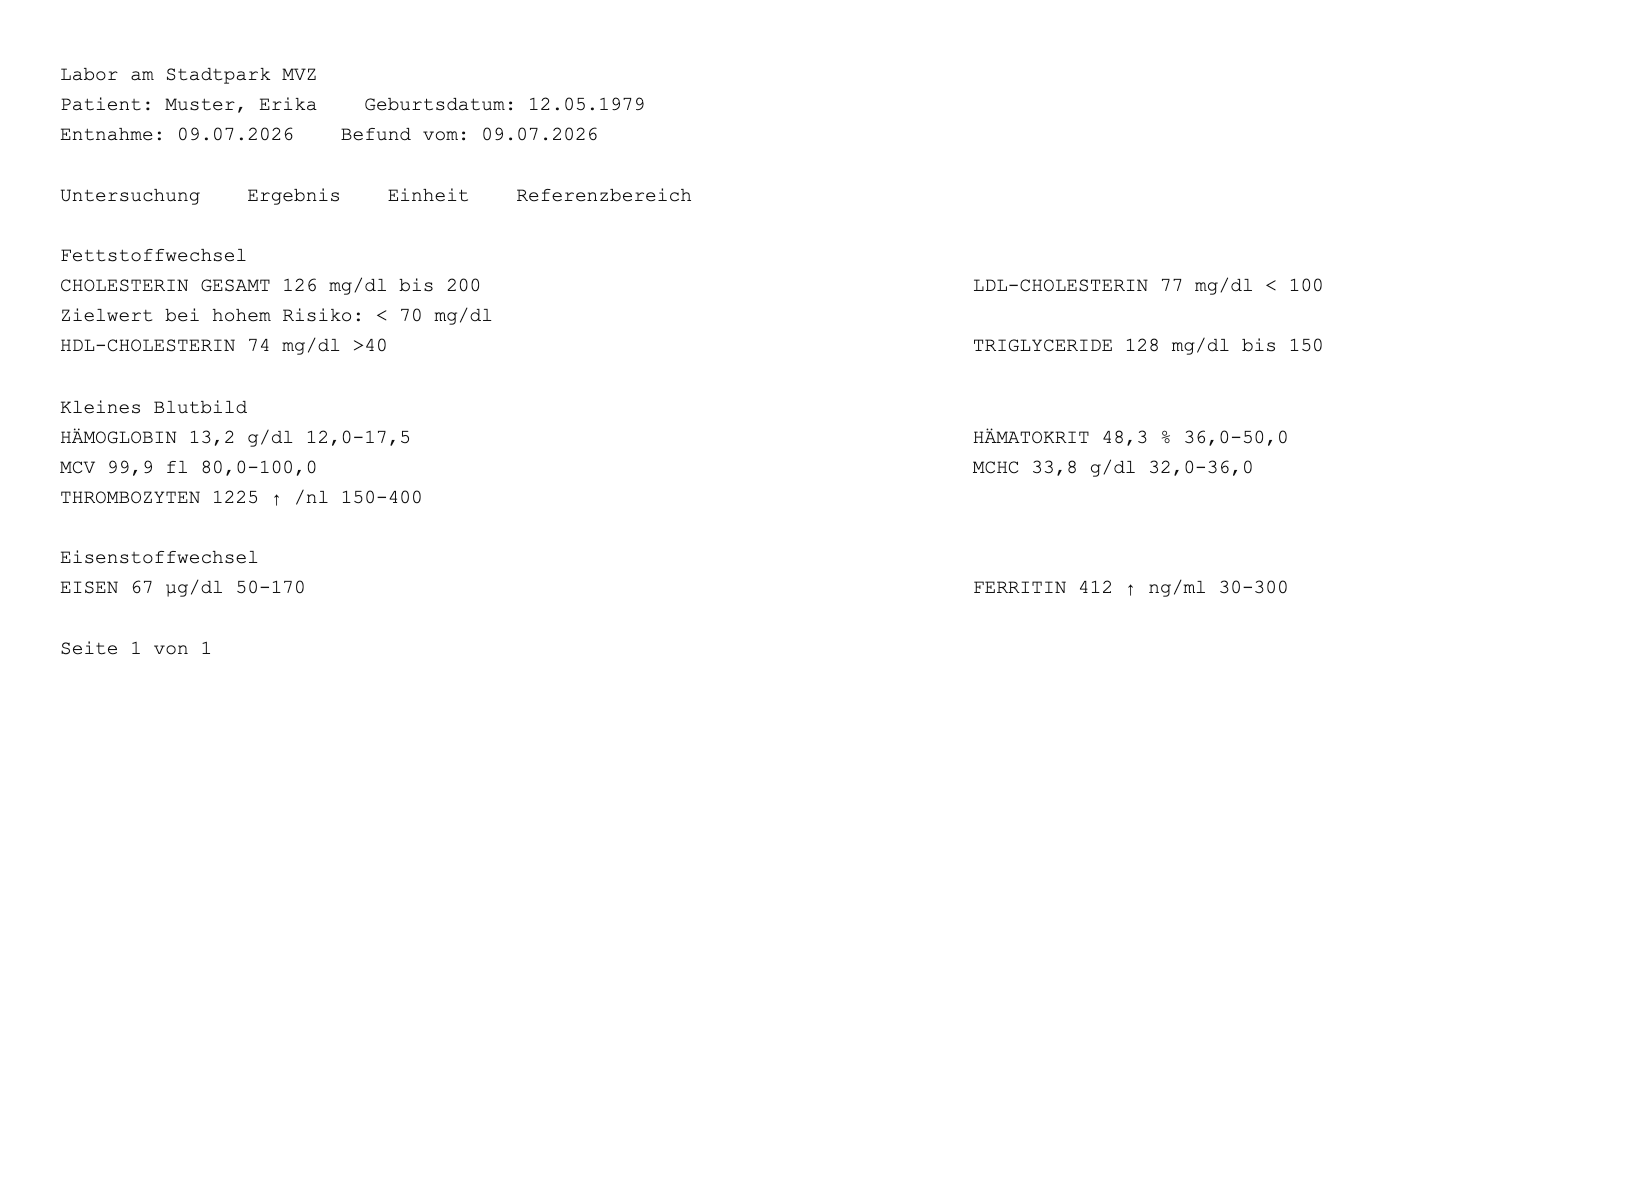 Labor am Stadtpark MVZ
Patient: Muster, Erika    Geburtsdatum: 12.05.1979
Entnahme: 09.07.2026    Befund vom: 09.07.2026
Untersuchung    Ergebnis    Einheit    Referenzbereich
Fettstoffwechsel
CHOLESTERIN GESAMT 126 mg/dl bis 200    LDL-CHOLESTERIN 77 mg/dl < 100
Zielwert bei hohem Risiko: < 70 mg/dl
HDL-CHOLESTERIN 74 mg/dl >40    TRIGLYCERIDE 128 mg/dl bis 150
Kleines Blutbild
HÄMOGLOBIN 13,2 g/dl 12,0-17,5    HÄMATOKRIT 48,3 % 36,0-50,0
MCV 99,9 fl 80,0-100,0    MCHC 33,8 g/dl 32,0-36,0
THROMBOZYTEN 1225 ↑ /nl 150-400
Eisenstoffwechsel
EISEN 67 µg/dl 50-170    FERRITIN 412 ↑ ng/ml 30-300
Seite 1 von 1